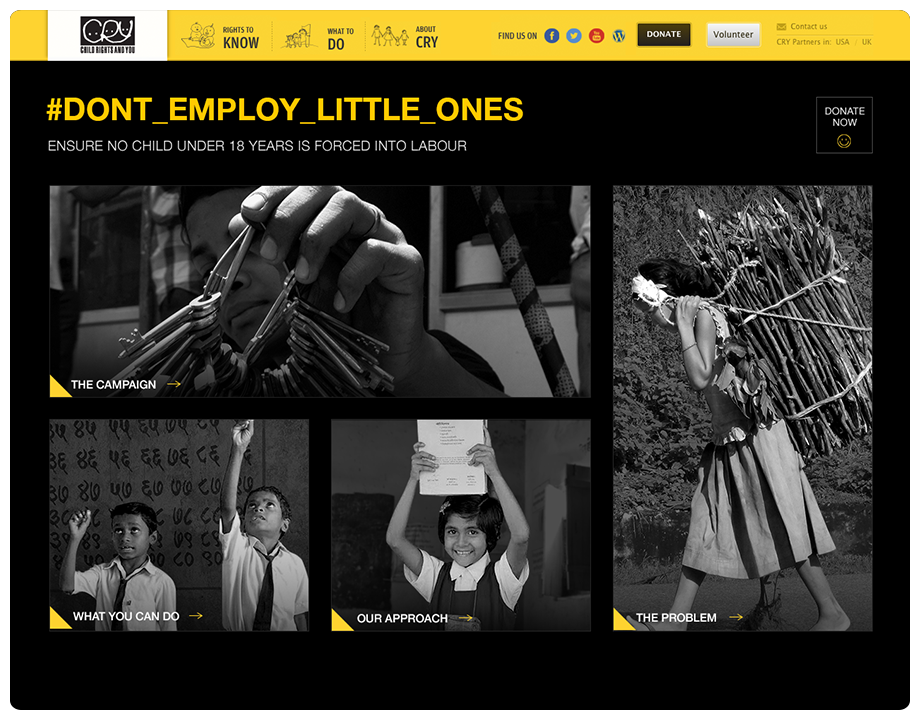 CRY
CHILD RIGHTS AND YOU
RIGHTS TO
KNOW
WHAT TO
DO
ABOUT
CRY
FIND US ON
DONATE
Volunteer
Contact us
CRY Partners in: USA / UK
#DONT_EMPLOY_LITTLE_ONES
ENSURE NO CHILD UNDER 18 YEARS IS FORCED INTO LABOUR
DONATE
NOW
THE CAMPAIGN
WHAT YOU CAN DO
OUR APPROACH
THE PROBLEM